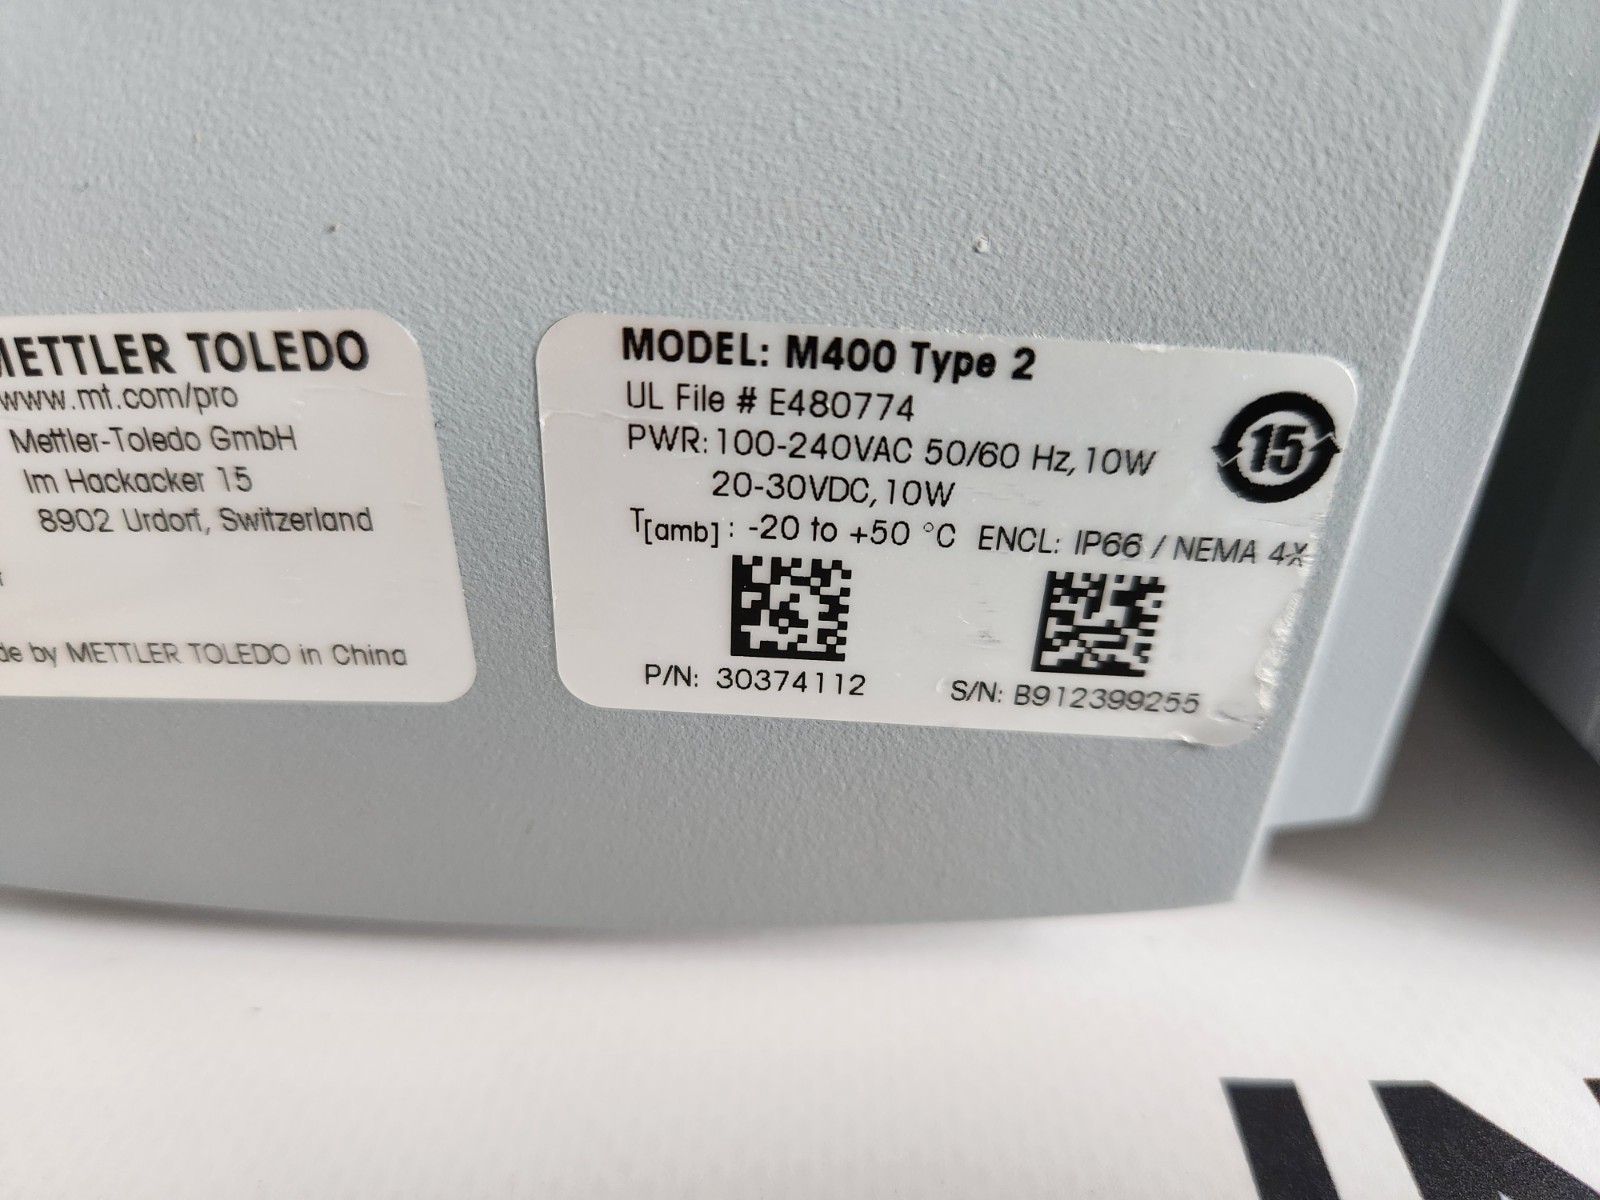 METTLER TOLEDO
www.mt.com/pro
Mettler-Toledo GmbH
Im Hackacker 15
8902 Urdorf, Switzerland
by METTLER TOLEDO in China
MODEL: M400 Type 2
UL File # E480774
PWR: 100-240VAC 50/60 Hz, 10W
20-30VDC, 10W
T[amb] : -20 to +50 °C ENCL: IP66 / NEMA 4X
15
P/N: 30374112
S/N: B912399255